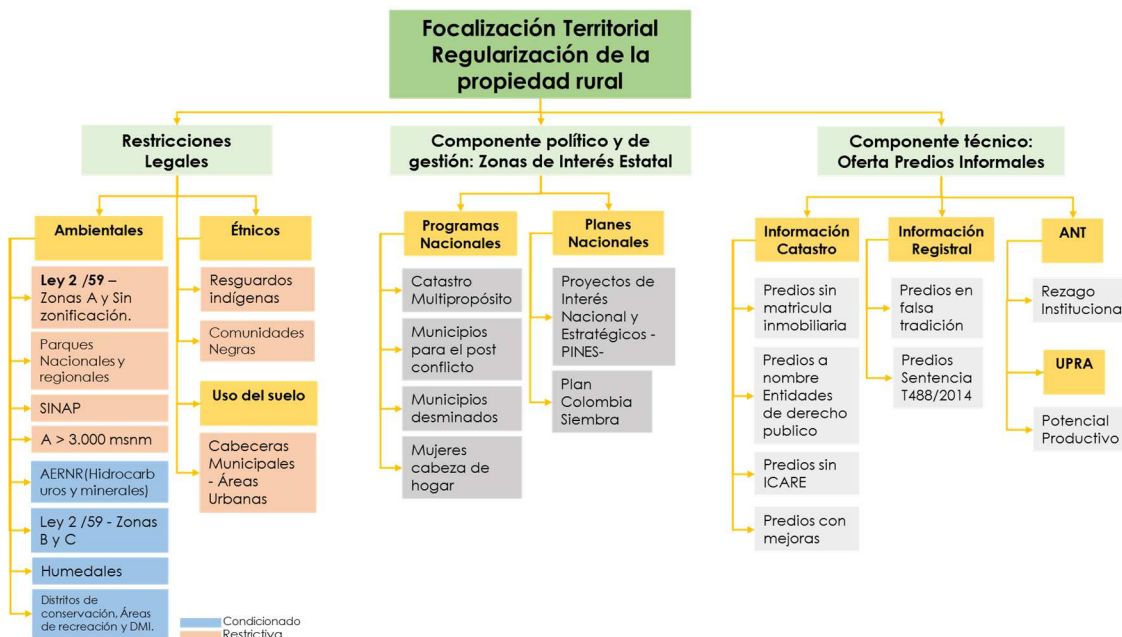 Focalización Territorial
Regularización de la
propiedad rural
Restricciones
Legales
Componente político y de
gestión: Zonas de Interés Estatal
Componente técnico:
Oferta Predios Informales
Ambientales
Ley 2 /59 –
Zonas A y Sin
zonificación.
Parques
Nacionales y
regionales
SINAP
A > 3.000 msnm
AERNR(Hidrocarb
uros y minerales)
Ley 2 /59 - Zonas
B y C
Humedales
Distritos de
conservación, Áreas
de recreación y DMI.
Étnicos
Resguardos
indígenas
Comunidades
Negras
Uso del suelo
Cabeceras
Municipales
- Áreas
Urbanas
Condicionado
Restrictiva
Programas
Nacionales
Catastro
Multipropósito
Municipios
para el post
conflicto
Municipios
desminados
Mujeres
cabeza de
hogar
Planes
Nacionales
Proyectos de
Interés
Nacional y
Estratégicos -
PINES-
Plan
Colombia
Siembra
Información
Catastro
Predios sin
matricula
inmobiliaria
Predios a
nombre
Entidades
de derecho
publico
Predios sin
ICARE
Predios con
mejoras
Información
Registral
Predios en
falsa
tradición
Predios
Sentencia
T488/2014
ANT
Rezago
Instituciona
UPRA
Potencial
Productivo